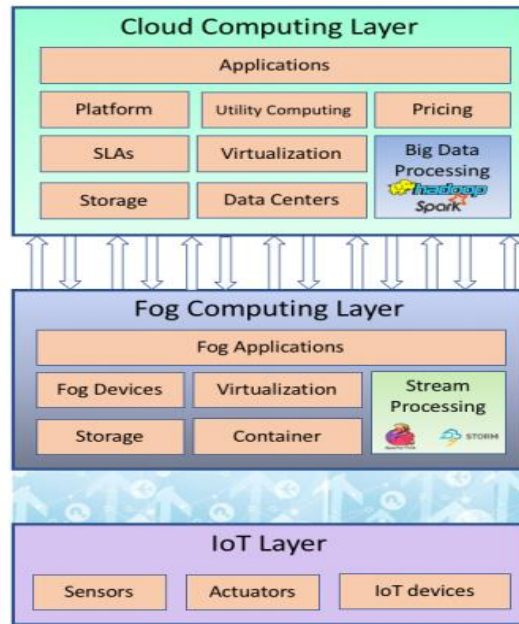 Cloud Computing Layer
Applications
Platform
Utility Computing
Pricing
SLAs
Virtualization
Big Data
Processing
hadoop
Spark
Storage
Data Centers
Fog Computing Layer
Fog Applications
Fog Devices
Virtualization
Stream
Processing
STORM
Storage
Container
IoT Layer
Sensors
Actuators
IoT devices